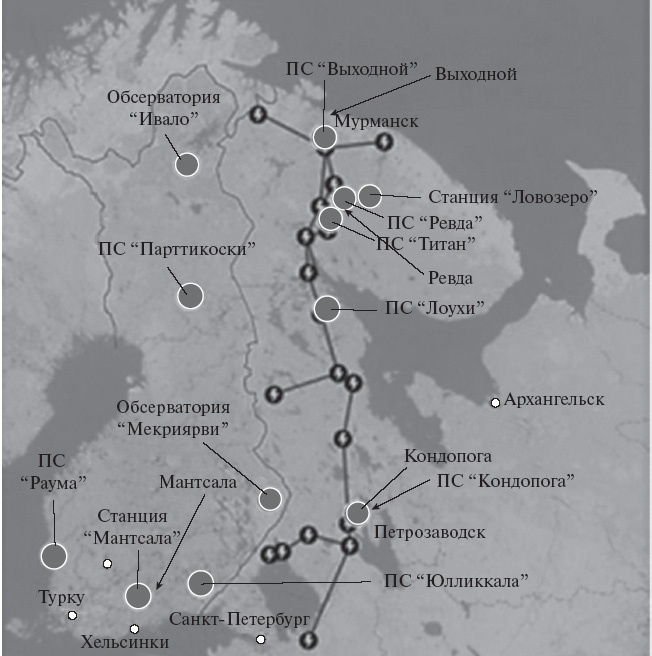 ПС “Выходной”
Выходной
Обсерватория
“Ивало”
Мурманск
Станция “Ловозеро”
ПС “Ревда”
ПС “Титан”
ПС “Парттикоски”
Ревда
ПС “Лоухи”
Архангельск
Обсерватория
“Мекриярви”
Кондопога
ПС
“Раума”
Мантсала
ПС “Кондопога”
Станция
“Мантсала”
Петрозаводск
ПС “Юлликкала”
Турку
Санкт-Петербург
Хельсинки